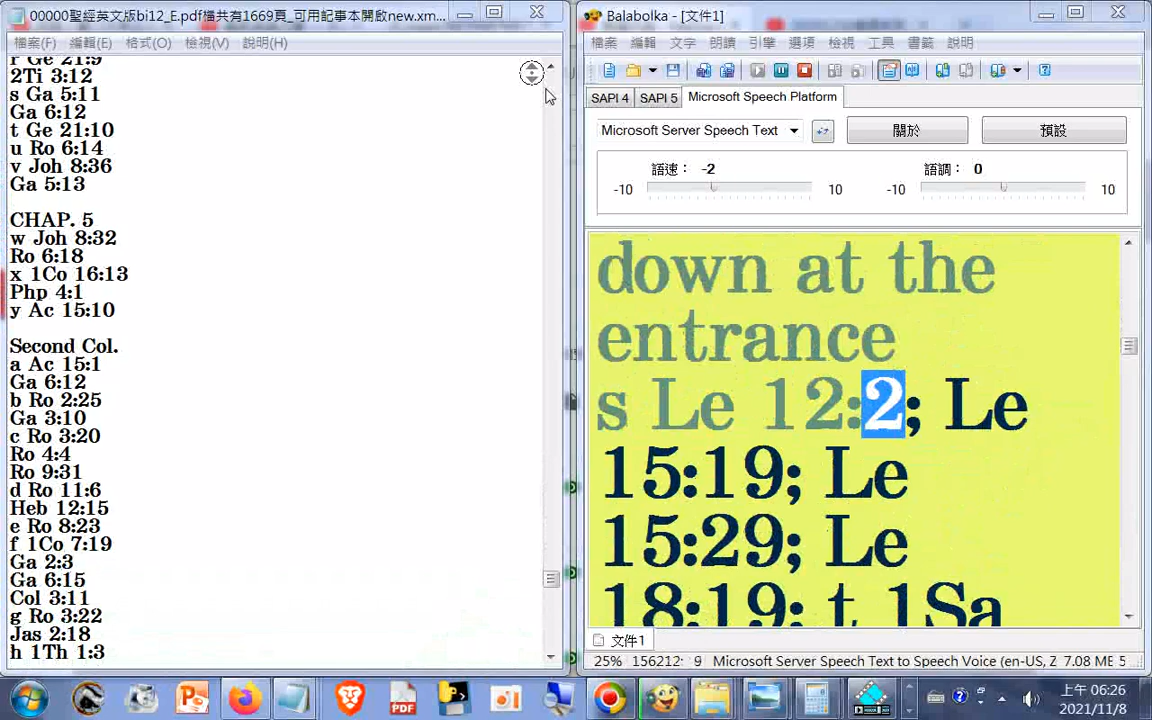 00000聖經英文版bi12_E.pdf檔共有1669頁_可用記事本開啟new.xm...
檔案(F) 編輯(E) 格式(O) 檢視(V) 說明(H)
r Ge 21:9
2Ti 3:12
s Ga 5:11
Ga 6:12
t Ge 21:10
u Ro 6:14
v Joh 8:36
Ga 5:13
CHAP. 5
w Joh 8:32
Ro 6:18
x 1Co 16:13
Php 4:1
y Ac 15:10
Second Col.
a Ac 15:1
Ga 6:12
b Ro 2:25
Ga 3:10
c Ro 3:20
Ro 4:4
Ro 9:31
d Ro 11:6
Heb 12:15
e Ro 8:23
f 1Co 7:19
Ga 2:3
Ga 6:15
Col 3:11
g Ro 3:22
Jas 2:18
h 1Th 1:3
Balabolka - [文件1]
檔案 編輯 文字 朗讀 引擎 選項 檢視 工具 書籤 說明
SAPI 4 SAPI 5 Microsoft Speech Platform
Microsoft Server Speech Text 關於 預設
語速： -2 語調： 0
-10 10 -10 10
down at the
entrance
s Le 12:2; Le
15:19; Le
15:29; Le
18:19; t 1Sa
文件1
25% 156212: 9 Microsoft Server Speech Text to Speech Voice (en-US, Z 7.08 MB 5
PDF
上午 06:26
2021/11/8